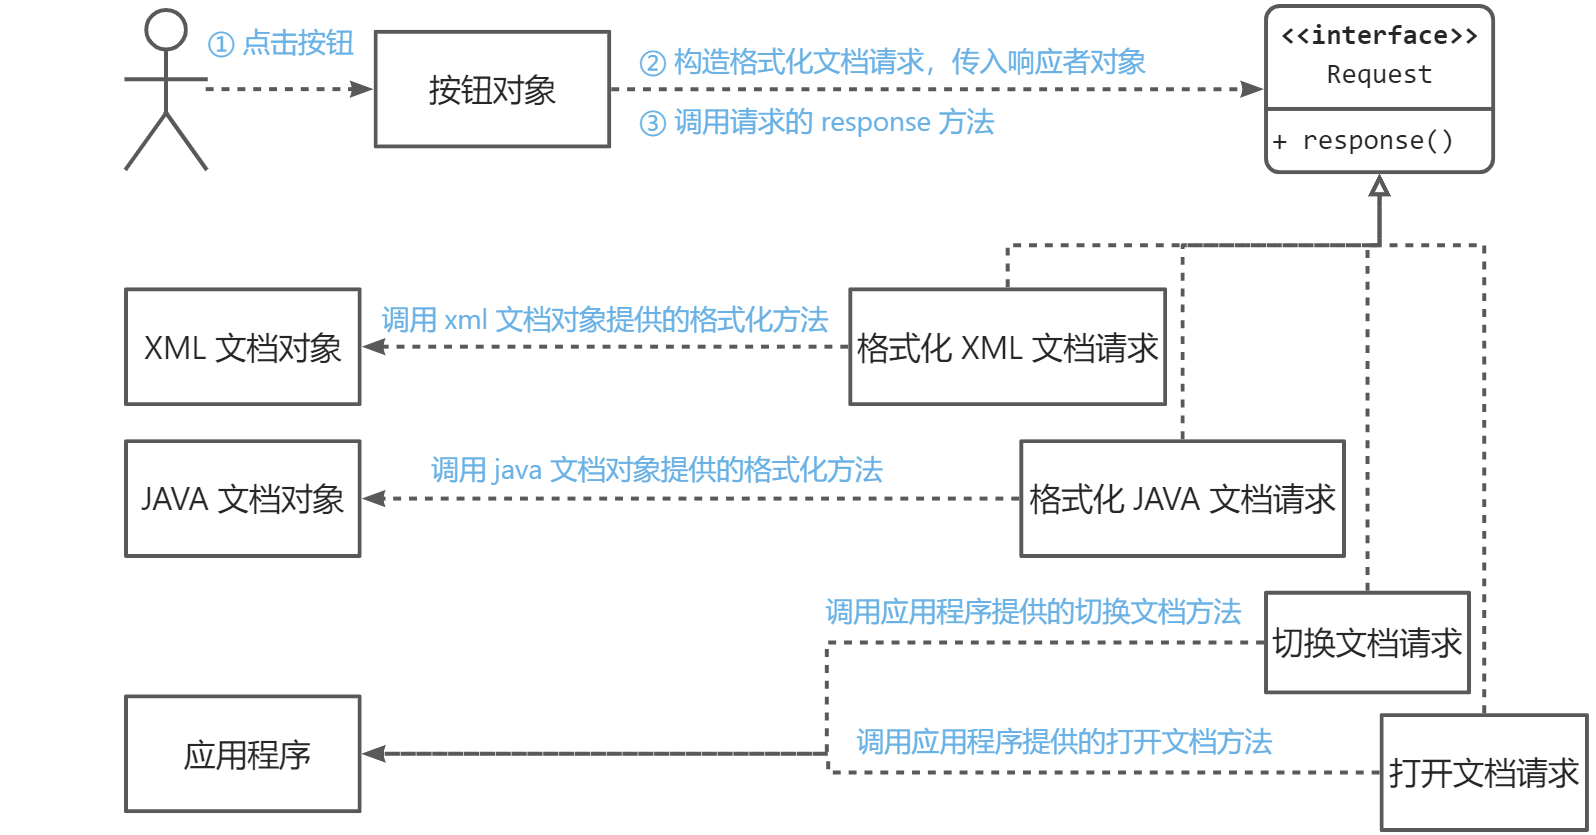 ① 点击按钮
按钮对象
② 构造格式化文档请求，传入响应者对象
③ 调用请求的 response 方法
<<interface>>
Request
+ response()
XML 文档对象
调用 xml 文档对象提供的格式化方法
格式化 XML 文档请求
JAVA 文档对象
调用 java 文档对象提供的格式化方法
格式化 JAVA 文档请求
调用应用程序提供的切换文档方法
切换文档请求
应用程序
调用应用程序提供的打开文档方法
打开文档请求